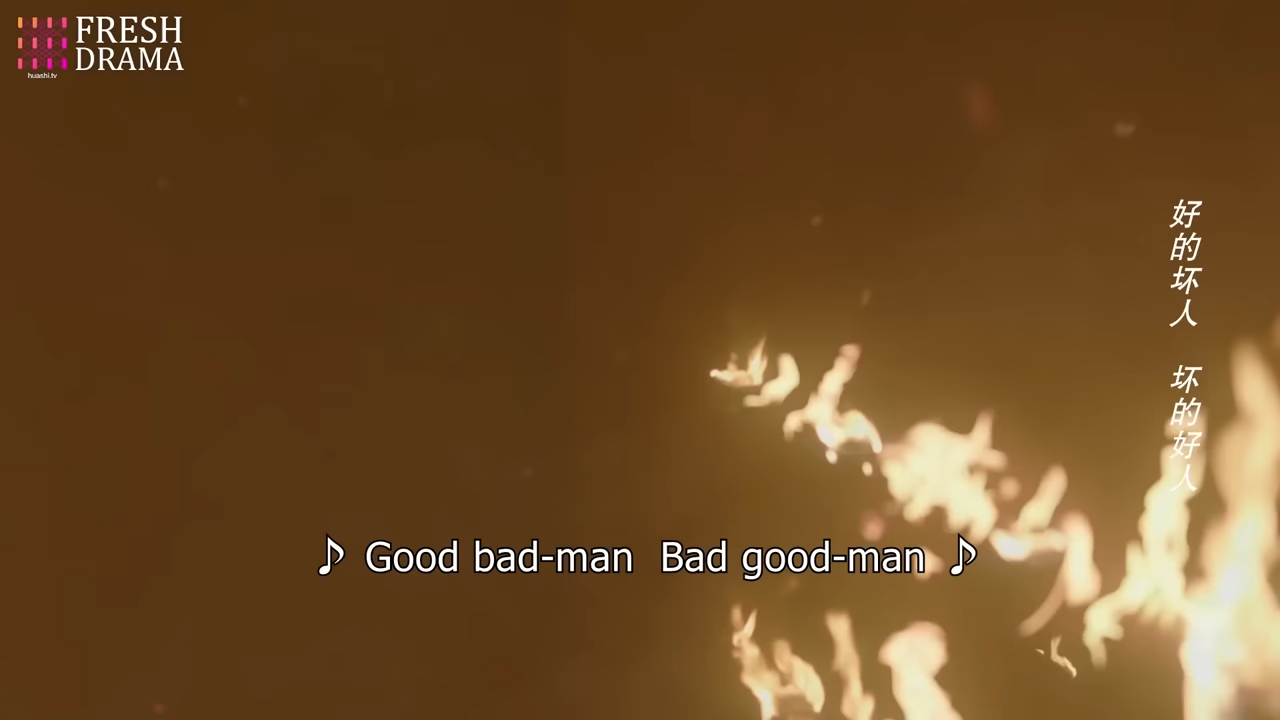 FRESH
DRAMA
huashi.tv
好的坏人 坏的好人
♪ Good bad-man Bad good-man ♪